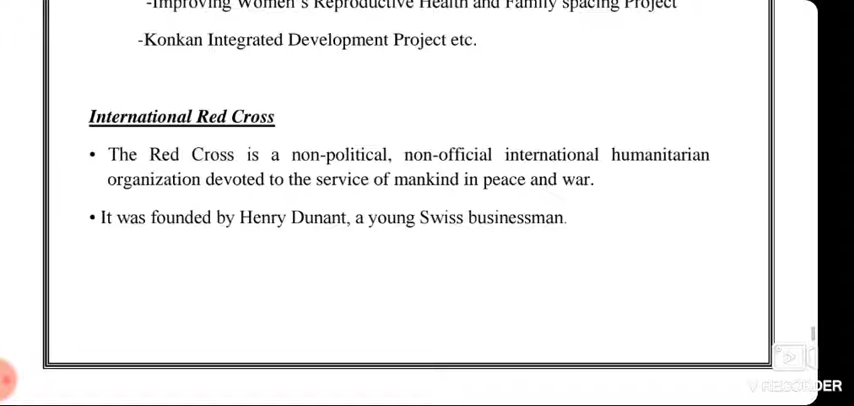 -Improving Women's Reproductive Health and Family spacing Project
-Konkan Integrated Development Project etc.
International Red Cross
• The Red Cross is a non-political, non-official international humanitarian
organization devoted to the service of mankind in peace and war.
• It was founded by Henry Dunant, a young Swiss businessman.
V RECORDER